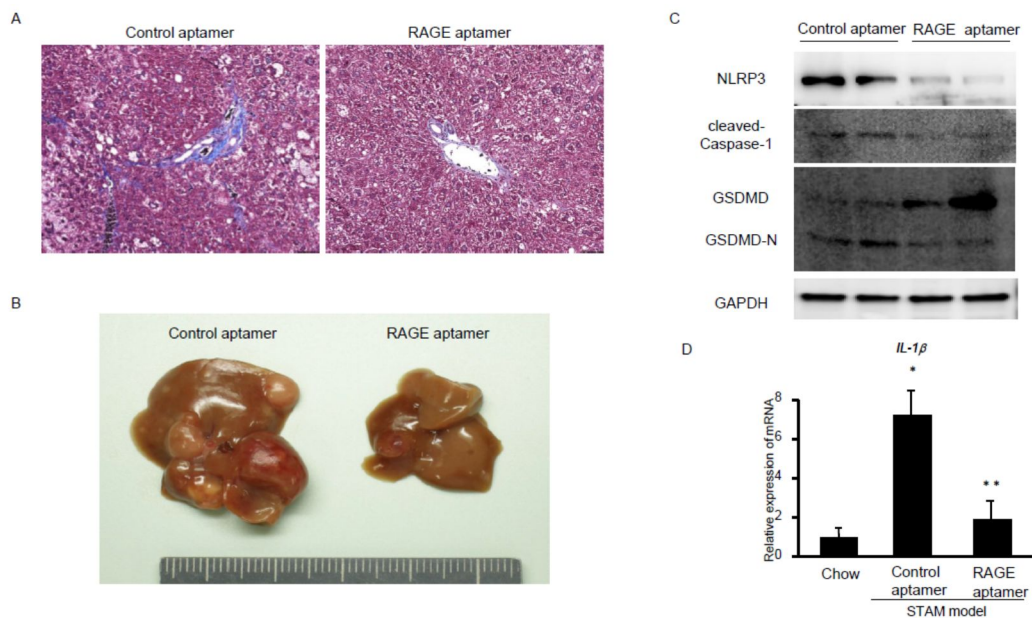 A
Control aptamer
RAGE aptamer
B
Control aptamer
RAGE aptamer
C
Control aptamer RAGE aptamer
NLRP3
cleaved-
Caspase-1
GSDMD
GSDMD-N
GAPDH
D
IL-1β
Relative expression of mRNA
8
6
4
2
0
*
**
Chow
Control
aptamer
RAGE
aptamer
STAM model